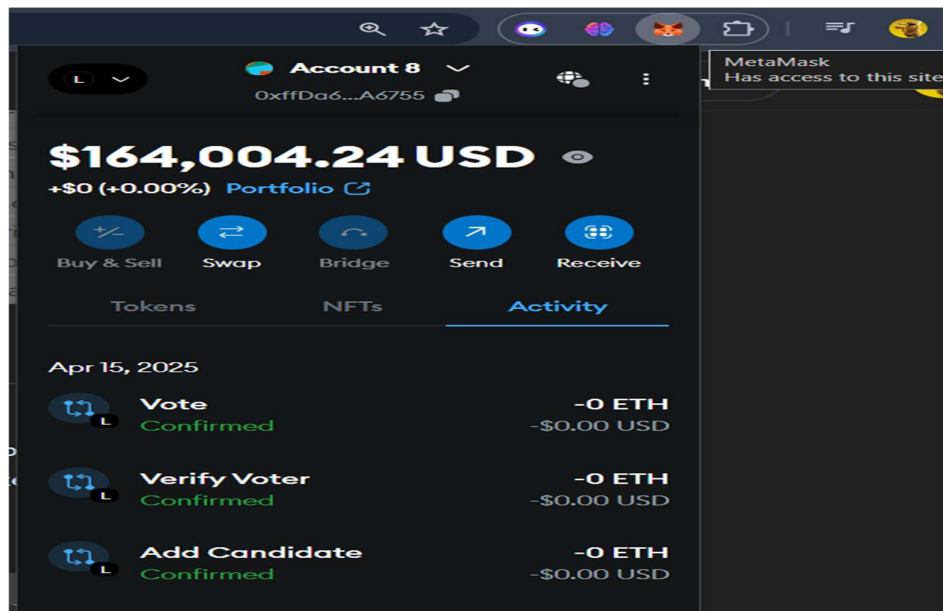 L
Account 8
0xffDa6...A6755
MetaMask
Has access to this site
$164,004.24 USD
+$0 (+0.00%) Portfolio
Buy & Sell
Swap
Bridge
Send
Receive
Tokens
NFTs
Activity
Apr 15, 2025
Vote -0 ETH
L Confirmed -$0.00 USD
Verify Voter -0 ETH
L Confirmed -$0.00 USD
Add Candidate -0 ETH
L Confirmed -$0.00 USD